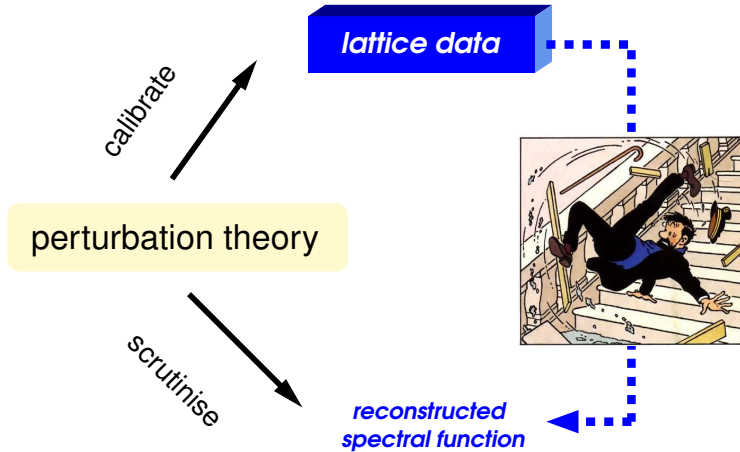 lattice data
calibrate
perturbation theory
scrutinise
reconstructed
spectral function